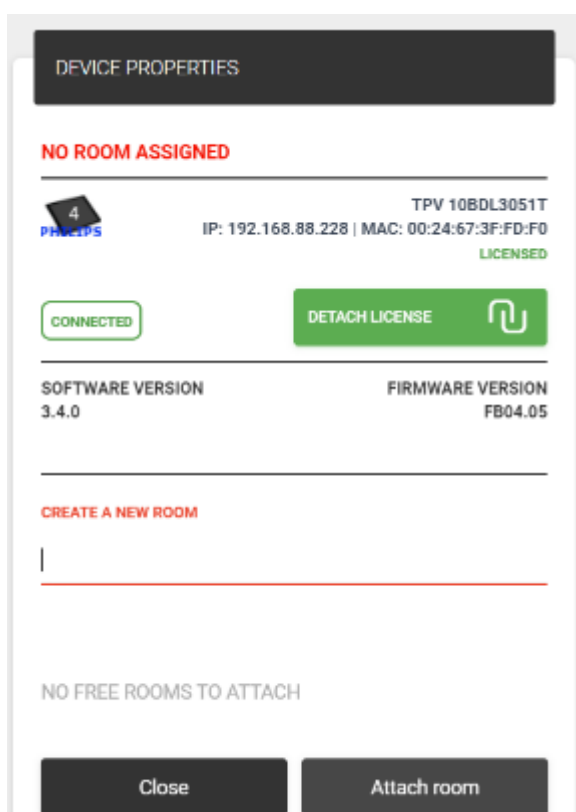 DEVICE PROPERTIES
NO ROOM ASSIGNED
4
PHILIPS
TPV 10BDL3051T
IP: 192.168.88.228 | MAC: 00:24:67:3F:FD:F0
LICENSED
CONNECTED
DETACH LICENSE
SOFTWARE VERSION
3.4.0
FIRMWARE VERSION
FB04.05
CREATE A NEW ROOM
NO FREE ROOMS TO ATTACH
Close
Attach room